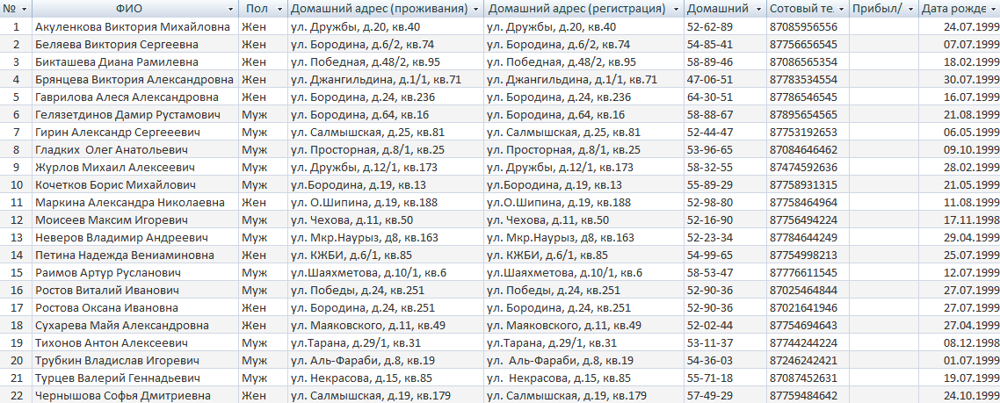 № ФИО Пол Домашний адрес (проживания) Домашний адрес (регистрация) Домашний Сотовый те. Прибыл/ Дата рожде
1 Акуленкова Виктория Михайловна Жен ул. Дружбы, д.20, кв.40 ул. Дружбы, д.20, кв.40 52-62-89 87085956556 24.07.1999
2 Беляева Виктория Сергеевна Жен ул. Бородина, д.6/2, кв.74 ул. Бородина, д.6/2, кв.74 54-85-41 87756656545 07.07.1999
3 Бикташева Диана Рамилевна Жен ул. Победная, д.48/2, кв.95 ул. Победная, д.48/2, кв.95 58-89-46 87086565354 18.02.1999
4 Брянцева Виктория Александровна Жен ул. Джангильдина, д.1/1, кв.71 ул. Джангильдина, д.1/1, кв.71 47-06-51 87783534554 30.07.1999
5 Гаврилова Алеся Александровна Жен ул. Бородина, д.24, кв.236 ул. Бородина, д.24, кв.236 64-30-51 87786546545 16.07.1999
6 Гелязетдинов Дамир Рустамович Муж ул. Бородина, д.64, кв.16 ул. Бородина, д.64, кв.16 58-88-67 87895654565 21.08.1999
7 Гирин Александр Сергееевич Муж ул. Салмышская, д.25, кв.81 ул. Салмышская, д.25, кв.81 52-44-47 87753192653 06.05.1999
8 Гладких Олег Анатольевич Муж ул. Просторная, д.8/1, кв.25 ул. Просторная, д.8/1, кв.25 53-96-65 87084646462 09.10.1999
9 Журлов Михаил Алексеевич Муж ул. Дружбы, д.12/1, кв.173 ул. Дружбы, д.12/1, кв.173 58-32-55 87474592636 28.02.1999
10 Кочетков Борис Михайлович Муж ул.Бородина, д.19, кв.13 ул.Бородина, д.19, кв.13 55-89-29 87758931315 21.05.1999
11 Маркина Александра Николаевна Жен ул. О.Шипина, д.19, кв.188 ул.О.Шипина, д.19, кв.188 52-98-80 87758464964 11.08.1999
12 Моисеев Максим Игоревич Муж ул. Чехова, д.11, кв.50 ул. Чехова, д.11, кв.50 52-16-90 87756494224 17.11.1998
13 Неверов Владимир Андреевич Муж ул. Мкр.Наурыз, д8, кв.163 ул. Мкр.Наурыз, д8, кв.163 52-23-34 87784644249 29.04.1999
14 Петина Надежда Вениаминовна Жен ул. КЖБИ, д.6/1, кв.85 ул. КЖБИ, д.6/1, кв.85 54-99-65 87754998213 25.07.1999
15 Раимов Артур Русланович Муж ул.Шаяхметова, д.10/1, кв.6 ул.Шаяхметова, д.10/1, кв.6 58-53-47 87776611545 12.07.1999
16 Ростов Виталий Иванович Муж ул. Победы, д.24, кв.251 ул. Победы, д.24, кв.251 52-90-36 87025464844 27.07.1999
17 Ростова Оксана Ивановна Жен ул. Бородина, д.24, кв.251 ул. Бородина, д.24, кв.251 52-90-36 87021641946 27.07.1999
18 Сухарева Майя Александровна Жен ул. Маяковского, д.11, кв.49 ул. Маяковского, д.11, кв.49 52-02-44 87754694643 27.04.1999
19 Тихонов Антон Алексеевич Муж ул.Тарана, д.29/1, кв.31 ул.Тарана, д.29/1, кв.31 53-11-37 87744244224 08.12.1998
20 Трубкин Владислав Игоревич Муж ул. Аль-Фараби, д.8, кв.19 ул. Аль-Фараби, д.8, кв.19 54-36-03 87246242421 01.07.1999
21 Турцев Валерий Геннадьевич Муж ул. Некрасова, д.15, кв.85 ул. Некрасова, д.15, кв.85 55-71-18 87087452631 19.07.1999
22 Чернышова Софья Дмитриевна Жен ул. Салмышская, д.19, кв.179 ул. Салмышская, д.19, кв.179 57-49-29 87759484642 24.10.1999